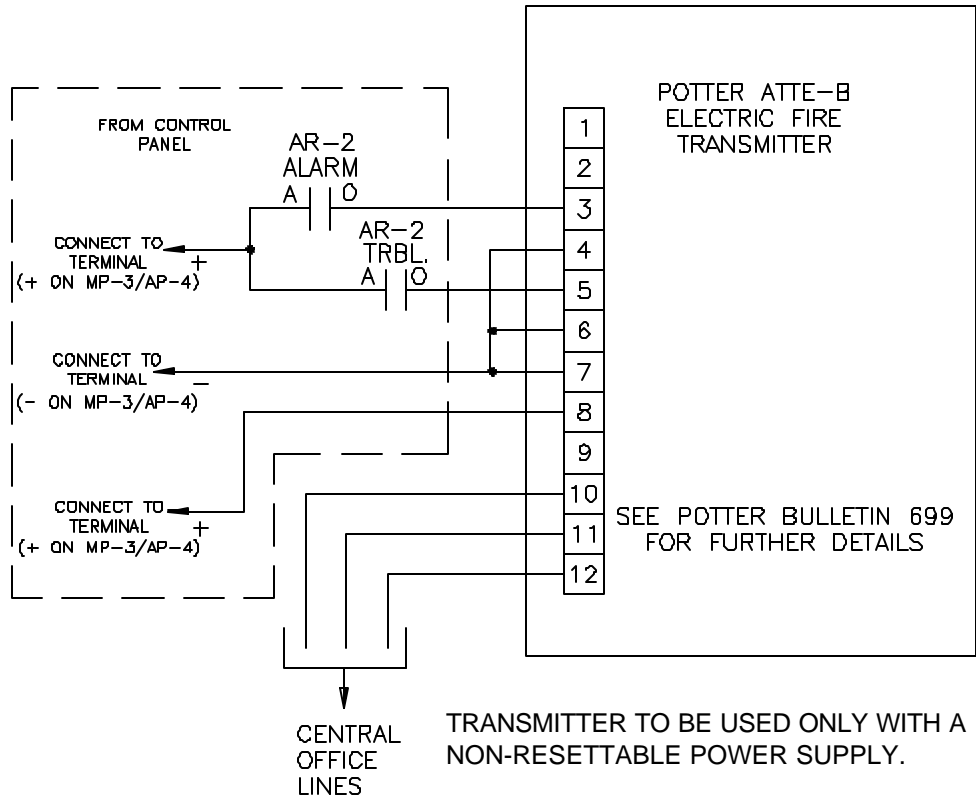 POTTER ATTE-B
ELECTRIC FIRE
TRANSMITTER
FROM CONTROL
PANEL
AR-2
ALARM
A O
AR-2
TRBL.
A O
CONNECT TO
TERMINAL +
(+ ON MP-3/AP-4)
CONNECT TO
TERMINAL -
(- ON MP-3/AP-4)
CONNECT TO
TERMINAL +
(+ ON MP-3/AP-4)
1
2
3
4
5
6
7
8
9
10
11
12
SEE POTTER BULLETIN 699
FOR FURTHER DETAILS
CENTRAL
OFFICE
LINES
TRANSMITTER TO BE USED ONLY WITH A
NON-RESETTABLE POWER SUPPLY.